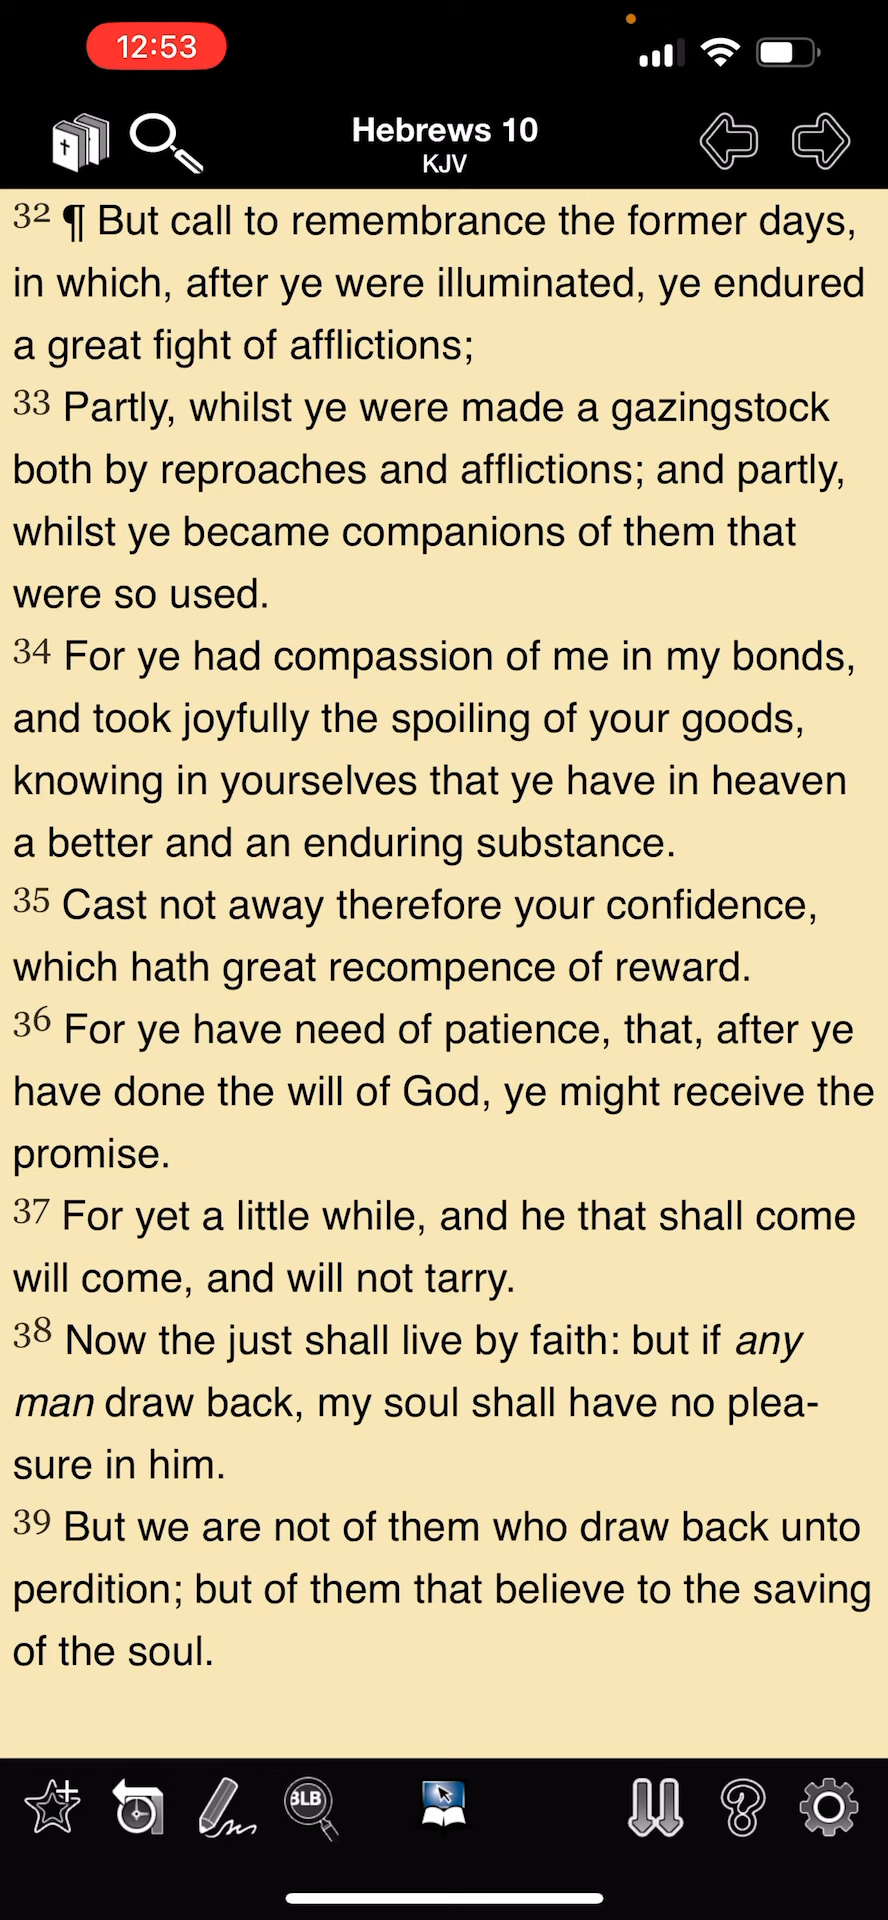 12:53
Hebrews 10
KJV
32 ¶ But call to remembrance the former days,
in which, after ye were illuminated, ye endured
a great fight of afflictions;
33 Partly, whilst ye were made a gazingstock
both by reproaches and afflictions; and partly,
whilst ye became companions of them that
were so used.
34 For ye had compassion of me in my bonds,
and took joyfully the spoiling of your goods,
knowing in yourselves that ye have in heaven
a better and an enduring substance.
35 Cast not away therefore your confidence,
which hath great recompence of reward.
36 For ye have need of patience, that, after ye
have done the will of God, ye might receive the
promise.
37 For yet a little while, and he that shall come
will come, and will not tarry.
38 Now the just shall live by faith: but if any
man draw back, my soul shall have no plea-
sure in him.
39 But we are not of them who draw back unto
perdition; but of them that believe to the saving
of the soul.
BLB